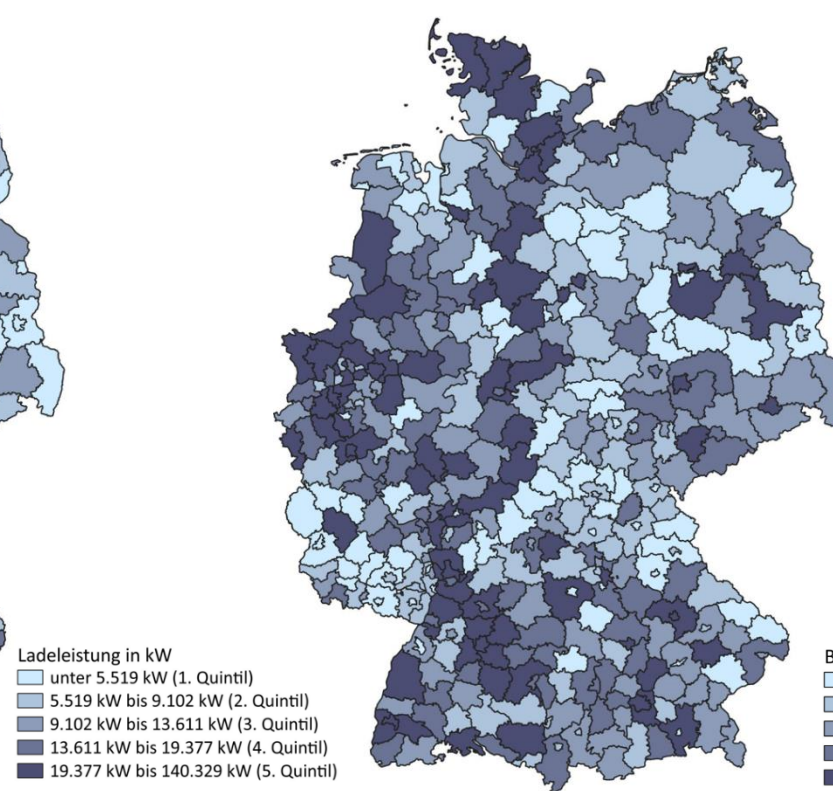 Ladeleistung in kW
unter 5.519 kW (1. Quintil)
5.519 kW bis 9.102 kW (2. Quintil)
9.102 kW bis 13.611 kW (3. Quintil)
13.611 kW bis 19.377 kW (4. Quintil)
19.377 kW bis 140.329 kW (5. Quintil)
B